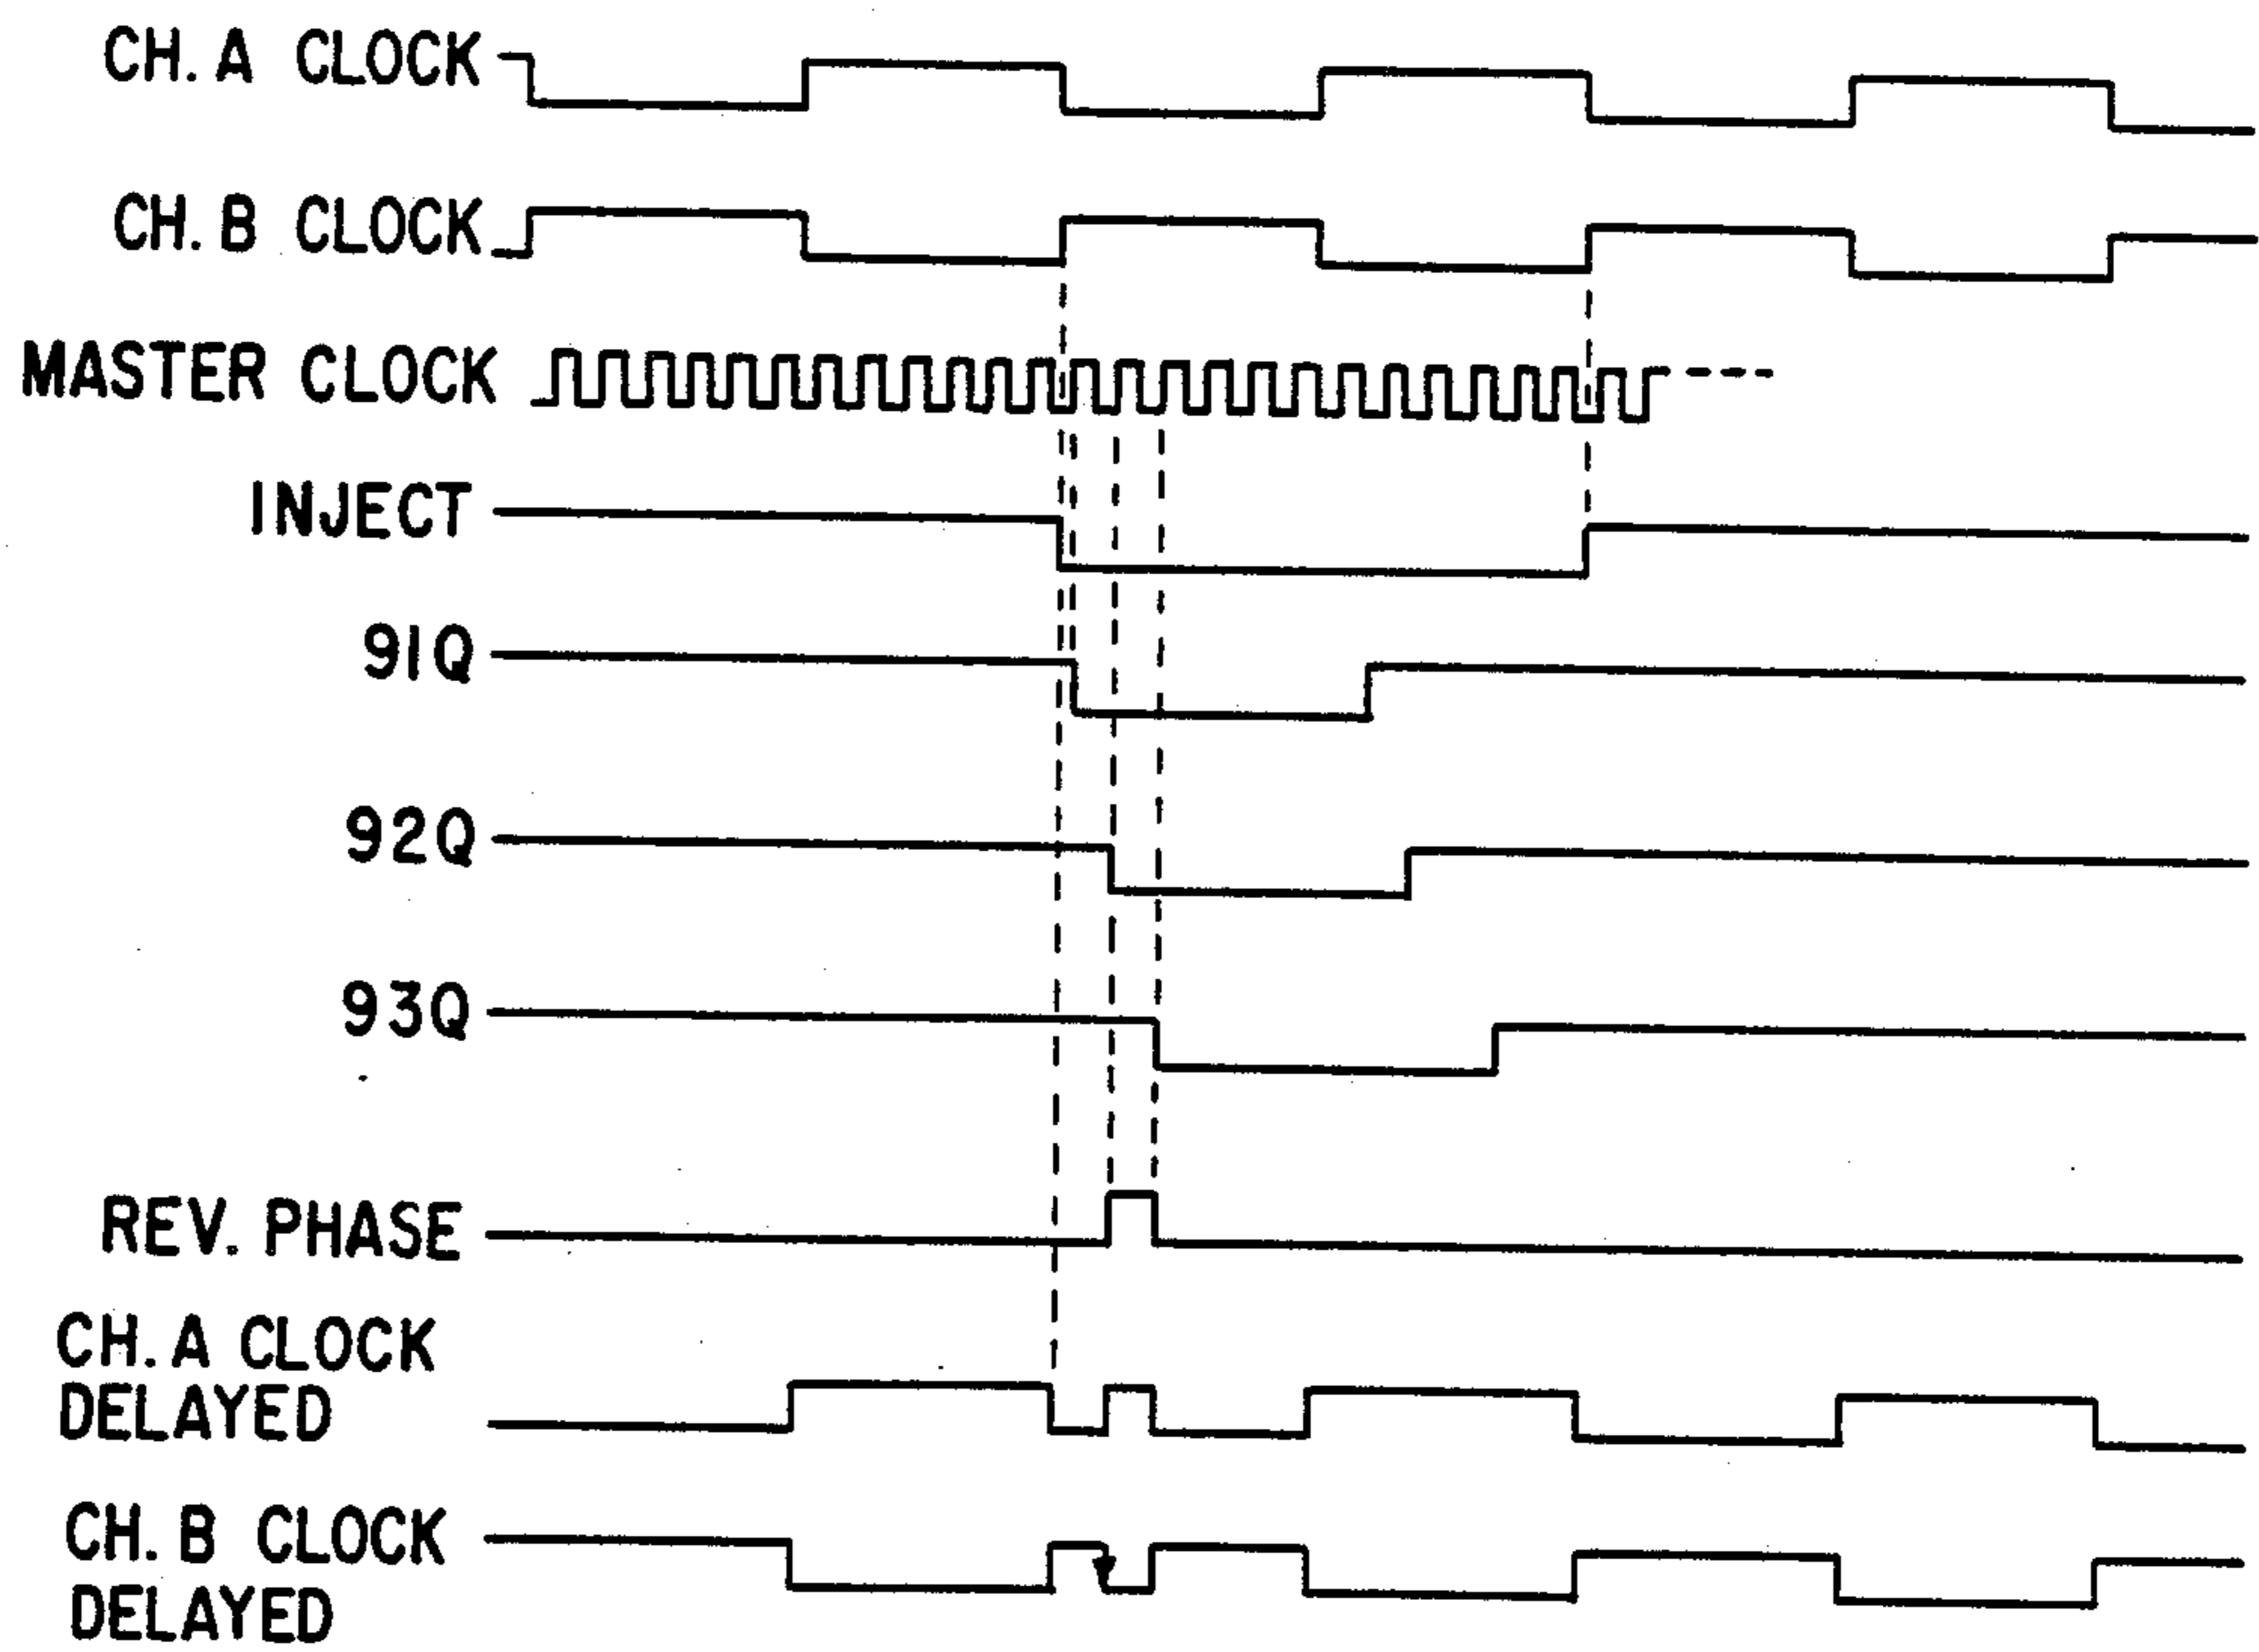 CH. A CLOCK
CH. B CLOCK
MASTER CLOCK
INJECT
91Q
92Q
93Q
REV. PHASE
CH. A CLOCK
DELAYED
CH. B CLOCK
DELAYED